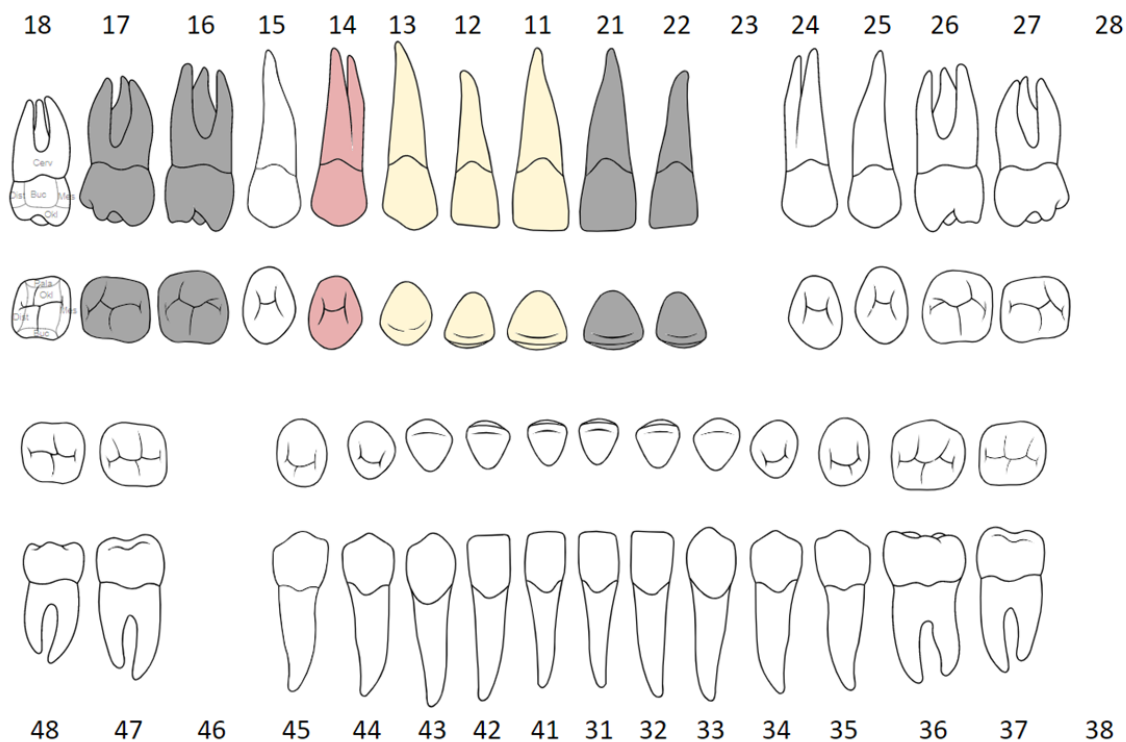 18 17 16 15 14 13 12 11 21 22 23 24 25 26 27 28
Cerv
Dist Buc Mes
Okl
Bala
Okl
Mes
Dist
Buc
48 47 46 45 44 43 42 41 31 32 33 34 35 36 37 38